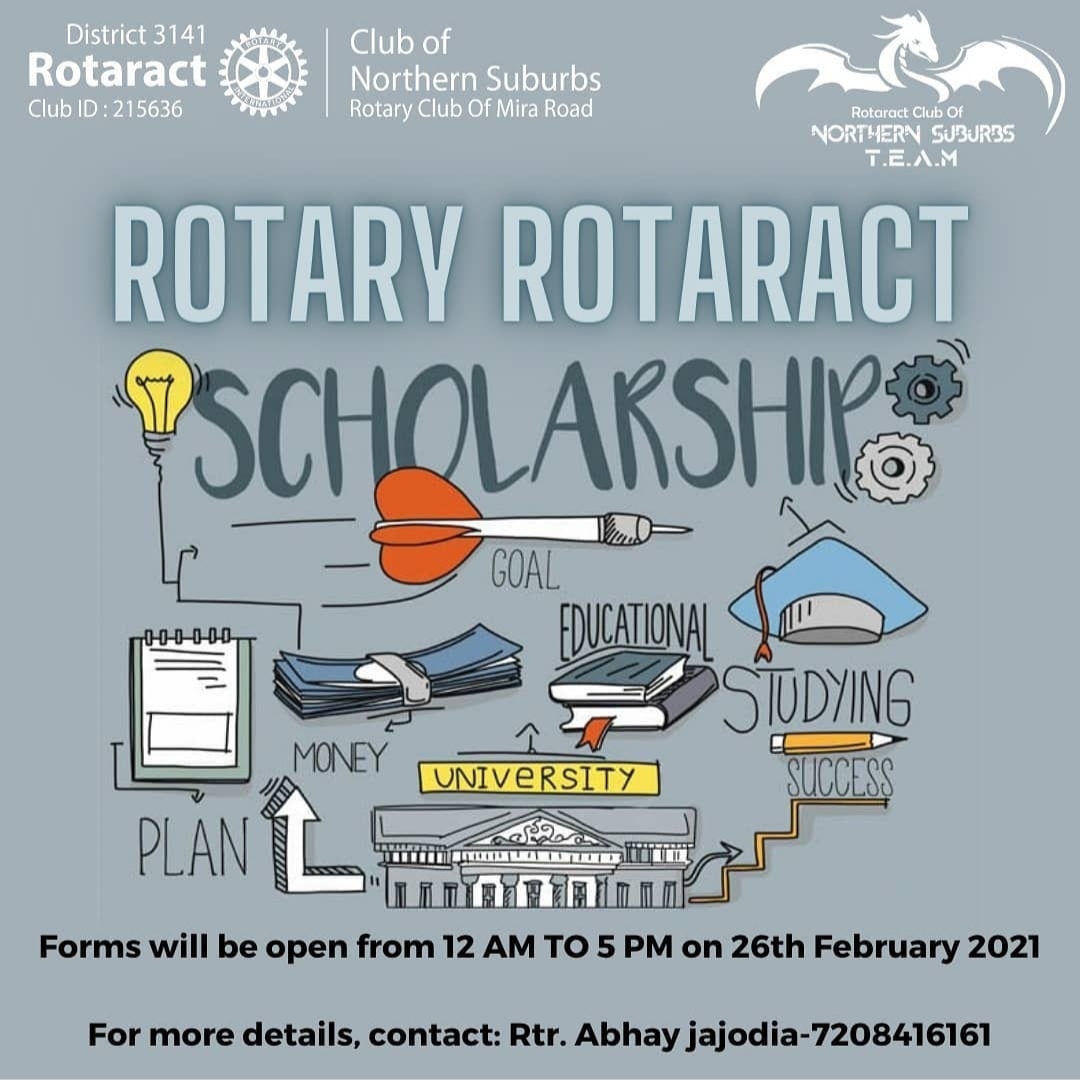 District 3141
Rotaract
Club ID : 215636
ROTARY
INTERNATIONAL
Club of
Northern Suburbs
Rotary Club Of Mira Road
Rotaract Club Of
NORTHERN SUBURBS
T.E.A.M
ROTARY ROTARACT
SCHOLARSHIP
GOAL
EDUCATIONAL
STUDYING
MONEY
UNIVERSITY
SUCCESS
PLAN
Forms will be open from 12 AM TO 5 PM on 26th February 2021
For more details, contact: Rtr. Abhay jajodia-7208416161